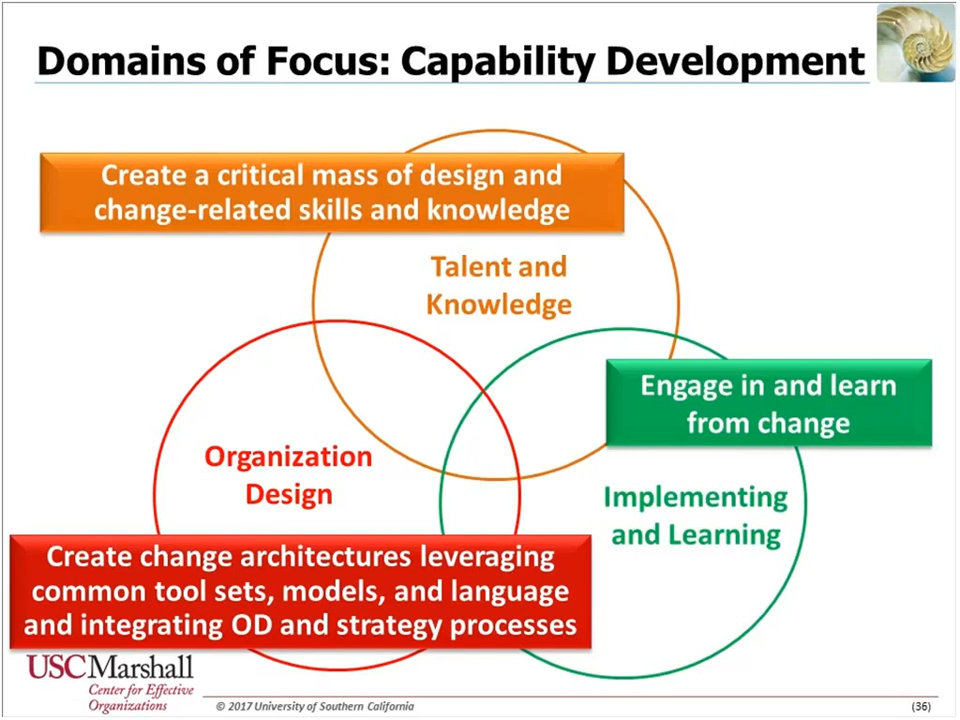 Domains of Focus: Capability Development
Create a critical mass of design and
change-related skills and knowledge
Talent and
Knowledge
Engage in and learn
from change
Organization
Design
Implementing
and Learning
Create change architectures leveraging
common tool sets, models, and language
and integrating OD and strategy processes
USC Marshall
Center for Effective
Organizations
© 2017 University of Southern California
(36)